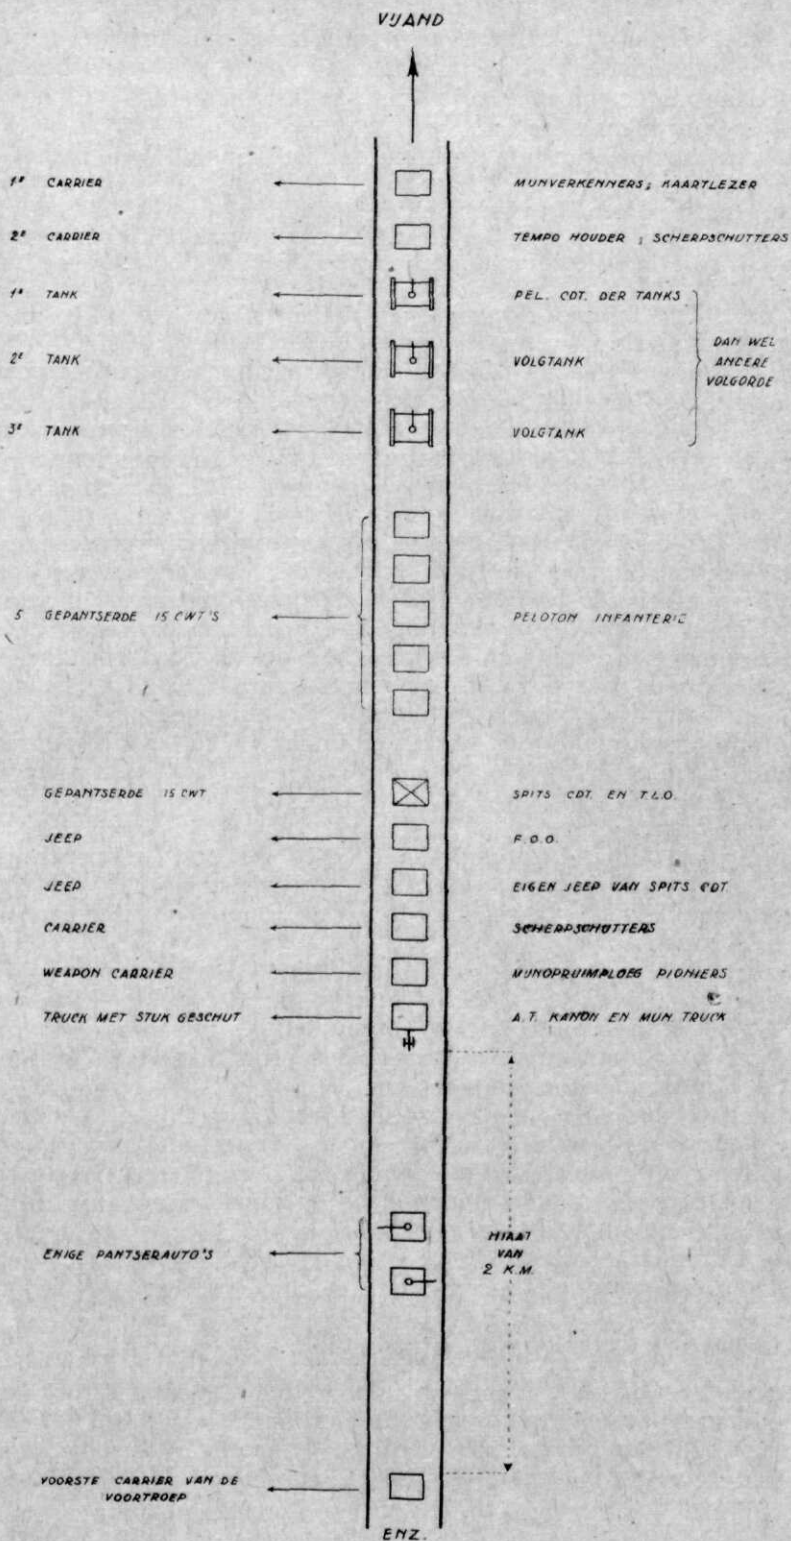 VIJAND
1e CARRIER MIJNVERKENNERS; KAARTLEZER
2e CARRIER TEMPO HOUDER; SCHERPSCHUTTERS
1e TANK PEL. CDT. DER TANKS
2e TANK VOLGTANK
3e TANK VOLGTANK
DAN WEL
ANDERE
VOLGORDE
5 GEPANTSERDE 15 CWT'S PELOTON INFANTERIE
GEPANTSERDE 15 CWT SPITS CDT. EN T.L.O.
JEEP F.O.O.
JEEP EIGEN JEEP VAN SPITS CDT
CARRIER SCHERPSCHUTTERS
WEAPON CARRIER MIJNOPRUIMPLOEG PIONIERS
TRUCK MET STUK GESCHUT A.T. KANON EN MUN TRUCK
ENIGE PANTSERAUTO'S
HIAAT
VAN
2 K.M.
VOORSTE CARRIER VAN DE
VOORTROEP
ENZ.